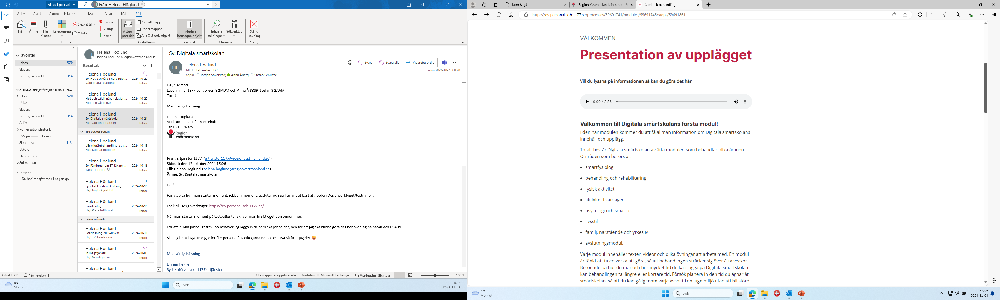 Aktuell postlåda
HH Från: Helena Höglund
Arkiv Start Skicka och ta emot Mapp Visa Hjälp Sök
Från
Ämne
Har bilagor
Kategorisera
Skickat till
Olästa
Flaggat
Viktigt
Fler
Förfina
Aktuell postlåda
Aktuell mapp
Undermappar
Alla Outlook-objekt
Omfattning
Inkludera borttagna objekt
Resultat
Tidigare sökningar
Sökverktyg
Alternativ
Stäng sökning
Stäng
Favoriter
Inbox 570
Skickat
Borttagna objekt 314
anna.aberg@regionvastma...
Inbox 570
Utkast
Skickat
Borttagna objekt 314
Arkiv
Konversationshistorik
RSS-prenumerationer
Skräppost [13]
Utkorg
Övrig e-post
Sökmappar
Grupper
Du har inte gått med i någon gr...
HH Helena Höglund
helena.hoglund@regionvastmanland.se
Resultat
Helena Höglund
Sv: Hot och våld i nära relat... 2024-10-22
Våld i nära relationer Inbox
Helena Höglund
Hot och våld i nära relation... 2024-10-22
Hot och våld i nära Inbox
Helena Höglund
Sv: Digitala smärtskolan 2024-10-21
Hej, vad fint! Lägg in Inbox
Tre veckor sedan
Helena Höglund
VB: migränbehandling och ... 2024-10-18
Hej! Jag har bjudit in Inbox
Helena Höglund
Sv: Påminner om ST-läkare ... 2024-10-16
Tack, fint fixat! Inbox
Helena Höglund
Byte tid Torsten D till mig 2024-10-15
Hej! Jag fick just tid Inbox
Helena Höglund
Lunch idag 2024-10-15
Hej! Plaza fullbokat Inbox
Förra månaden
Helena Höglund
Föreläsning 2025-05-28 2024-10-11
Hej! Vi hördes via Inbox
Helena Höglund
Insikt psykiatri 2024-10-09
Hej! Ni och jag är Inbox
Helena Höglund
Sv: Digitala smärtskolan
HH Helena Höglund
Till E-tjänster 1177
Kopia Jörgen Söverstad; Anna Åberg; Stefan Schultze
Svara Svara alla Vidarebefordra
mån 2024-10-21 08:20
Hej, vad fint!
Lägg in mig, 13F7 och Jörgen S 2M0M och Anna Å 33S9 Stefan S 2JWM
Tack!
Med vänlig hälsning
Helena Höglund
Verksamhetschef Smärtrehab
Tfn 021-176325
Region
Västmanland
Från: E-tjänster 1177 <e-tjanster1177@regionvastmanland.se>
Skickat: den 17 oktober 2024 15:26
Till: Helena Höglund <helena.hoglund@regionvastmanland.se>
Ämne: Sv: Digitala smärtskolan
Hej!
För att visa hur man startar moment, jobbar i moment, avslutar och gallrar är det bäst att jobba i Designverktyget/testmiljön.
Länk till Designverktyget: https://dv.personal.sob.1177.se/
När man startar moment på testpatienter skriver man in sitt eget personnummer.
För att kunna jobba i testmiljön behöver jag lägga in de som ska jobba där, och för att jag ska kunna göra det behöver jag ha namn och HSA-id.
Ska jag bara lägga in dig, eller fler personer? Maila gärna namn och HSA så fixar jag det 😊
Med vänlig hälsning
Linnéa Hekne
Systemförvaltare, 1177 e-tjänster
Objekt: 214 Påminnelser: 1
Alla mappar är uppdaterade. Ansluten till: Microsoft Exchange Visningsinställningar 100 %
6°C
Molnigt
Sök
16:22
2024-11-04
Kom & gå
Region Västmanlands intranät - R
Stöd och behandling
https://dv.personal.sob.1177.se/processes/59691741/modules/59691745/steps/59691861
VÄLKOMMEN
Presentation av upplägget
Vill du lyssna på informationen så kan du göra det här
0:00 / 2:53
Välkommen till Digitala smärtskolans första modul!
I den här modulen kommer du att få allmän information om Digitala smärtskolans
innehåll och upplägg.
Totalt består Digitala smärtskolan av åtta moduler, som behandlar olika ämnen.
Områden som berörs är:
• smärtfysiologi
• behandling och rehabilitering
• fysisk aktivitet
• aktivitet i vardagen
• psykologi och smärta
• livsstil
• familj, närstående och yrkesliv
• avslutningsmodul.
Varje modul innehåller texter, videor och olika övningar att arbeta med. En modul
är tänkt att ta en vecka att göra, så att behandlingen sträcker sig över åtta veckor.
Beroende på hur du mår och hur mycket tid du kan lägga på Digitala smärtskolan
kan behandlingen ta längre eller kortare tid. Försök planera in den tid du ägnar åt
smärtskolan, så att du kan gå igenom varje avsnitt i en lugn miljö utan att bli störd.
6°C
Molnigt
Sök
16:22
2024-11-04